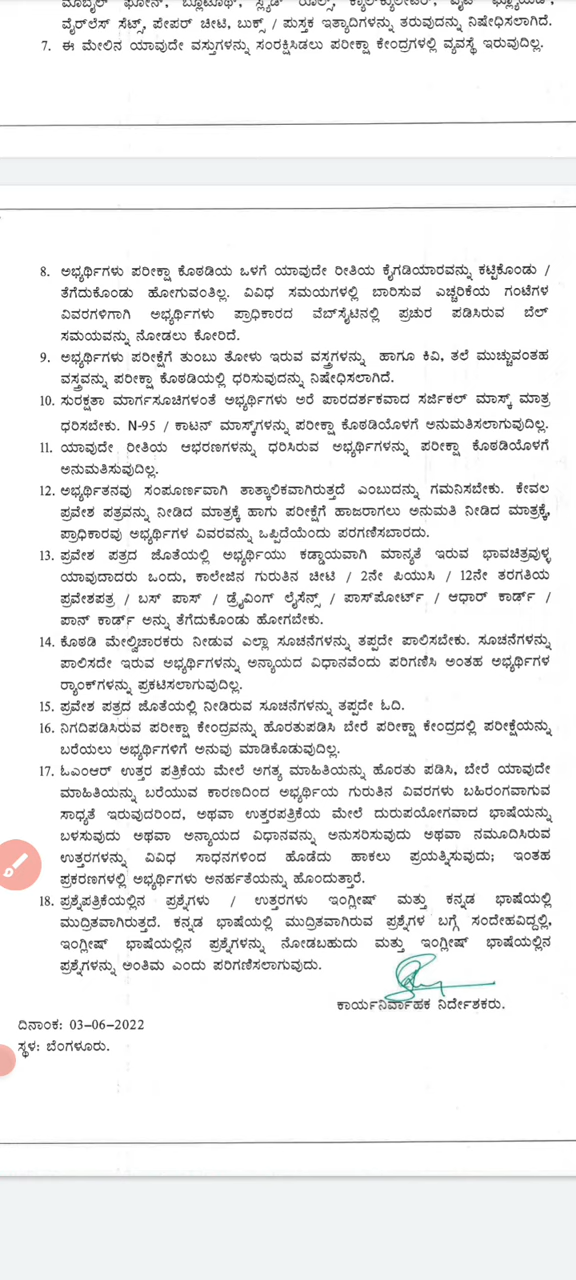 ವೈರ್‌ಲೆಸ್ ಸೆಟ್ಸ್, ಪೇಪರ್ ಚೀಟಿ, ಬುಕ್ಸ್ / ಪುಸ್ತಕ ಇತ್ಯಾದಿಗಳನ್ನು ತರುವುದನ್ನು ನಿಷೇಧಿಸಲಾಗಿದೆ.
7. ಈ ಮೇಲಿನ ಯಾವುದೇ ವಸ್ತುಗಳನ್ನು ಸಂರಕ್ಷಿಸಿಡಲು ಪರೀಕ್ಷಾ ಕೇಂದ್ರಗಳಲ್ಲಿ ವ್ಯವಸ್ಥೆ ಇರುವುದಿಲ್ಲ.
8. ಅಭ್ಯರ್ಥಿಗಳು ಪರೀಕ್ಷಾ ಕೊಠಡಿಯ ಒಳಗೆ ಯಾವುದೇ ರೀತಿಯ ಕೈಗಡಿಯಾರವನ್ನು ಕಟ್ಟಿಕೊಂಡು /
ತೆಗೆದುಕೊಂಡು ಹೋಗುವಂತಿಲ್ಲ. ವಿವಿಧ ಸಮಯಗಳಲ್ಲಿ ಬಾರಿಸುವ ಎಚ್ಚರಿಕೆಯ ಗಂಟೆಗಳ
ವಿವರಗಳಿಗಾಗಿ ಅಭ್ಯರ್ಥಿಗಳು ಪ್ರಾಧಿಕಾರದ ವೆಬ್‌ಸೈಟಿನಲ್ಲಿ ಪ್ರಚುರ ಪಡಿಸಿರುವ ಬೆಲ್
ಸಮಯವನ್ನು ನೋಡಲು ಕೋರಿದೆ.
9. ಅಭ್ಯರ್ಥಿಗಳು ಪರೀಕ್ಷೆಗೆ ತುಂಬು ತೋಳು ಇರುವ ವಸ್ತ್ರಗಳನ್ನು ಹಾಗೂ ಕಿವಿ, ತಲೆ ಮುಚ್ಚುವಂತಹ
ವಸ್ತ್ರವನ್ನು ಪರೀಕ್ಷಾ ಕೊಠಡಿಯಲ್ಲಿ ಧರಿಸುವುದನ್ನು ನಿಷೇಧಿಸಲಾಗಿದೆ.
10. ಸುರಕ್ಷತಾ ಮಾರ್ಗಸೂಚಿಗಳಂತೆ ಅಭ್ಯರ್ಥಿಗಳು ಅರೆ ಪಾರದರ್ಶಕವಾದ ಸರ್ಜಿಕಲ್ ಮಾಸ್ಕ್ ಮಾತ್ರ
ಧರಿಸಬೇಕು. N-95 / ಕಾಟನ್ ಮಾಸ್ಕ್‌ಗಳನ್ನು ಪರೀಕ್ಷಾ ಕೊಠಡಿಯೊಳಗೆ ಅನುಮತಿಸಲಾಗುವುದಿಲ್ಲ.
11. ಯಾವುದೇ ರೀತಿಯ ಆಭರಣಗಳನ್ನು ಧರಿಸಿರುವ ಅಭ್ಯರ್ಥಿಗಳನ್ನು ಪರೀಕ್ಷಾ ಕೊಠಡಿಯೊಳಗೆ
ಅನುಮತಿಸುವುದಿಲ್ಲ.
12. ಅಭ್ಯರ್ಥಿತನವು ಸಂಪೂರ್ಣವಾಗಿ ತಾತ್ಕಾಲಿಕವಾಗಿರುತ್ತದೆ ಎಂಬುದನ್ನು ಗಮನಿಸಬೇಕು. ಕೇವಲ
ಪ್ರವೇಶ ಪತ್ರವನ್ನು ನೀಡಿದ ಮಾತ್ರಕ್ಕೆ ಹಾಗು ಪರೀಕ್ಷೆಗೆ ಹಾಜರಾಗಲು ಅನುಮತಿ ನೀಡಿದ ಮಾತ್ರಕ್ಕೆ,
ಪ್ರಾಧಿಕಾರವು ಅಭ್ಯರ್ಥಿಗಳ ವಿವರವನ್ನು ಒಪ್ಪಿದೆಯೆಂದು ಪರಗಣಿಸಬಾರದು.
13. ಪ್ರವೇಶ ಪತ್ರದ ಜೊತೆಯಲ್ಲಿ ಅಭ್ಯರ್ಥಿಯು ಕಡ್ಡಾಯವಾಗಿ ಮಾನ್ಯತೆ ಇರುವ ಭಾವಚಿತ್ರವುಳ್ಳ
ಯಾವುದಾದರು ಒಂದು, ಕಾಲೇಜಿನ ಗುರುತಿನ ಚೀಟಿ / 2ನೇ ಪಿಯುಸಿ / 12ನೇ ತರಗತಿಯ
ಪ್ರವೇಶಪತ್ರ / ಬಸ್ ಪಾಸ್ / ಡ್ರೈವಿಂಗ್ ಲೈಸೆನ್ಸ್ / ಪಾಸ್‌ಪೋರ್ಟ್ / ಆಧಾರ್ ಕಾರ್ಡ್ /
ಪಾನ್ ಕಾರ್ಡ್ ಅನ್ನು ತೆಗೆದುಕೊಂಡು ಹೋಗಬೇಕು.
14. ಕೊಠಡಿ ಮೇಲ್ವಿಚಾರಕರು ನೀಡುವ ಎಲ್ಲಾ ಸೂಚನೆಗಳನ್ನು ತಪ್ಪದೇ ಪಾಲಿಸಬೇಕು. ಸೂಚನೆಗಳನ್ನು
ಪಾಲಿಸದೇ ಇರುವ ಅಭ್ಯರ್ಥಿಗಳನ್ನು ಅನ್ಯಾಯದ ವಿಧಾನವೆಂದು ಪರಿಗಣಿಸಿ ಅಂತಹ ಅಭ್ಯರ್ಥಿಗಳ
ರ‍್ಯಾಂಕ್‌ಗಳನ್ನು ಪ್ರಕಟಿಸಲಾಗುವುದಿಲ್ಲ.
15. ಪ್ರವೇಶ ಪತ್ರದ ಜೊತೆಯಲ್ಲಿ ನೀಡಿರುವ ಸೂಚನೆಗಳನ್ನು ತಪ್ಪದೇ ಓದಿ.
16. ನಿಗದಿಪಡಿಸಿರುವ ಪರೀಕ್ಷಾ ಕೇಂದ್ರವನ್ನು ಹೊರತುಪಡಿಸಿ ಬೇರೆ ಪರೀಕ್ಷಾ ಕೇಂದ್ರದಲ್ಲಿ ಪರೀಕ್ಷೆಯನ್ನು
ಬರೆಯಲು ಅಭ್ಯರ್ಥಿಗಳಿಗೆ ಅನುವು ಮಾಡಿಕೊಡುವುದಿಲ್ಲ.
17. ಓಎಂಆರ್ ಉತ್ತರ ಪತ್ರಿಕೆಯ ಮೇಲೆ ಅಗತ್ಯ ಮಾಹಿತಿಯನ್ನು ಹೊರತು ಪಡಿಸಿ, ಬೇರೆ ಯಾವುದೇ
ಮಾಹಿತಿಯನ್ನು ಬರೆಯುವ ಕಾರಣದಿಂದ ಅಭ್ಯರ್ಥಿಯ ಗುರುತಿನ ವಿವರಗಳು ಬಹಿರಂಗವಾಗುವ
ಸಾಧ್ಯತೆ ಇರುವುದರಿಂದ, ಅಥವಾ ಉತ್ತರಪತ್ರಿಕೆಯ ಮೇಲೆ ದುರುಪಯೋಗವಾದ ಭಾಷೆಯನ್ನು
ಬಳಸುವುದು ಅಥವಾ ಅನ್ಯಾಯದ ವಿಧಾನವನ್ನು ಅನುಸರಿಸುವುದು ಅಥವಾ ನಮೂದಿಸಿರುವ
ಉತ್ತರಗಳನ್ನು ವಿವಿಧ ಸಾಧನಗಳಿಂದ ಹೊಡೆದು ಹಾಕಲು ಪ್ರಯತ್ನಿಸುವುದು; ಇಂತಹ
ಪ್ರಕರಣಗಳಲ್ಲಿ ಅಭ್ಯರ್ಥಿಗಳು ಅನರ್ಹತೆಯನ್ನು ಹೊಂದುತ್ತಾರೆ.
18. ಪ್ರಶ್ನೆಪತ್ರಿಕೆಯಲ್ಲಿನ ಪ್ರಶ್ನೆಗಳು / ಉತ್ತರಗಳು ಇಂಗ್ಲೀಷ್ ಮತ್ತು ಕನ್ನಡ ಭಾಷೆಯಲ್ಲಿ
ಮುದ್ರಿತವಾಗಿರುತ್ತದೆ. ಕನ್ನಡ ಭಾಷೆಯಲ್ಲಿ ಮುದ್ರಿತವಾಗಿರುವ ಪ್ರಶ್ನೆಗಳ ಬಗ್ಗೆ ಸಂದೇಹವಿದ್ದಲ್ಲಿ,
ಇಂಗ್ಲೀಷ್ ಭಾಷೆಯಲ್ಲಿನ ಪ್ರಶ್ನೆಗಳನ್ನು ನೋಡಬಹುದು ಮತ್ತು ಇಂಗ್ಲೀಷ್ ಭಾಷೆಯಲ್ಲಿನ
ಪ್ರಶ್ನೆಗಳನ್ನು ಅಂತಿಮ ಎಂದು ಪರಿಗಣಿಸಲಾಗುವುದು.
ಕಾರ್ಯನಿರ್ವಾಹಕ ನಿರ್ದೇಶಕರು.
ದಿನಾಂಕ: 03-06-2022
ಸ್ಥಳ: ಬೆಂಗಳೂರು.